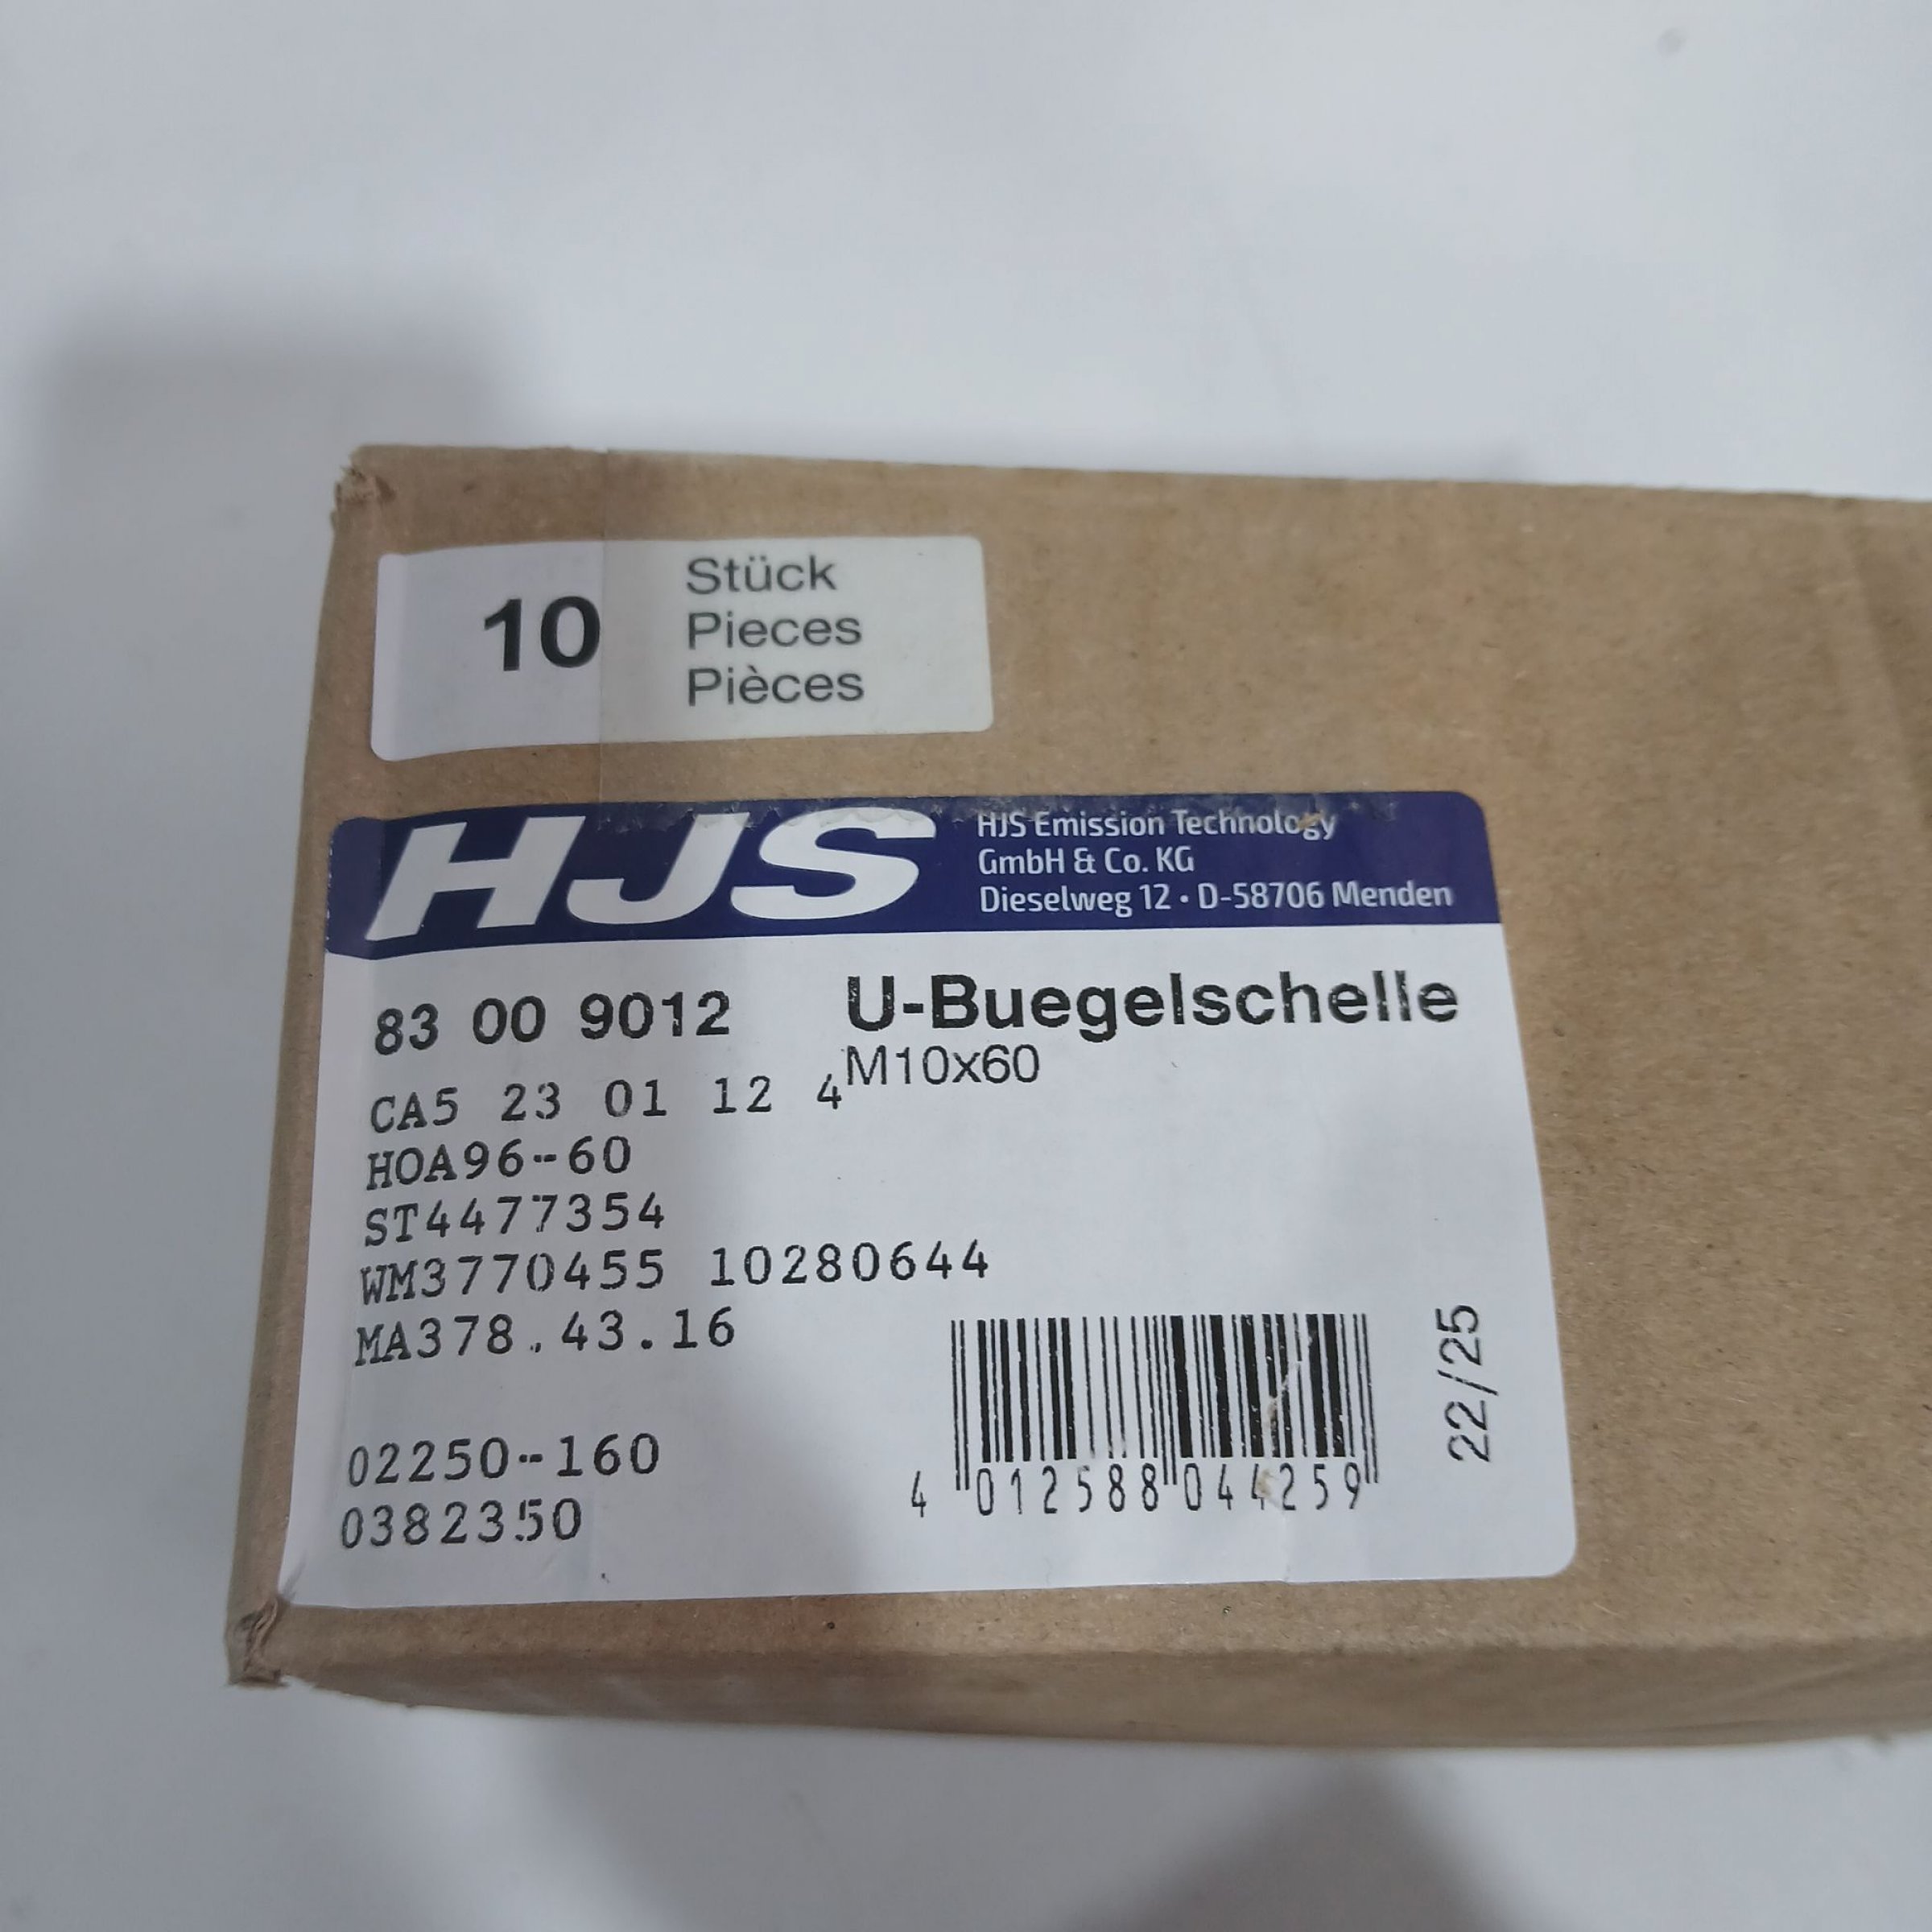 10
Stück
Pieces
Pièces
HJS
HJS Emission Technology
GmbH & Co. KG
Dieselweg 12 • D-58706 Menden
83 00 9012
U-Buegelschelle
M10x60
CA5 23 01 12 4
HOA96-60
ST4477354
WM3770455 10280644
MA378.43.16
02250-160
0382350
4 012588 044259
22/25